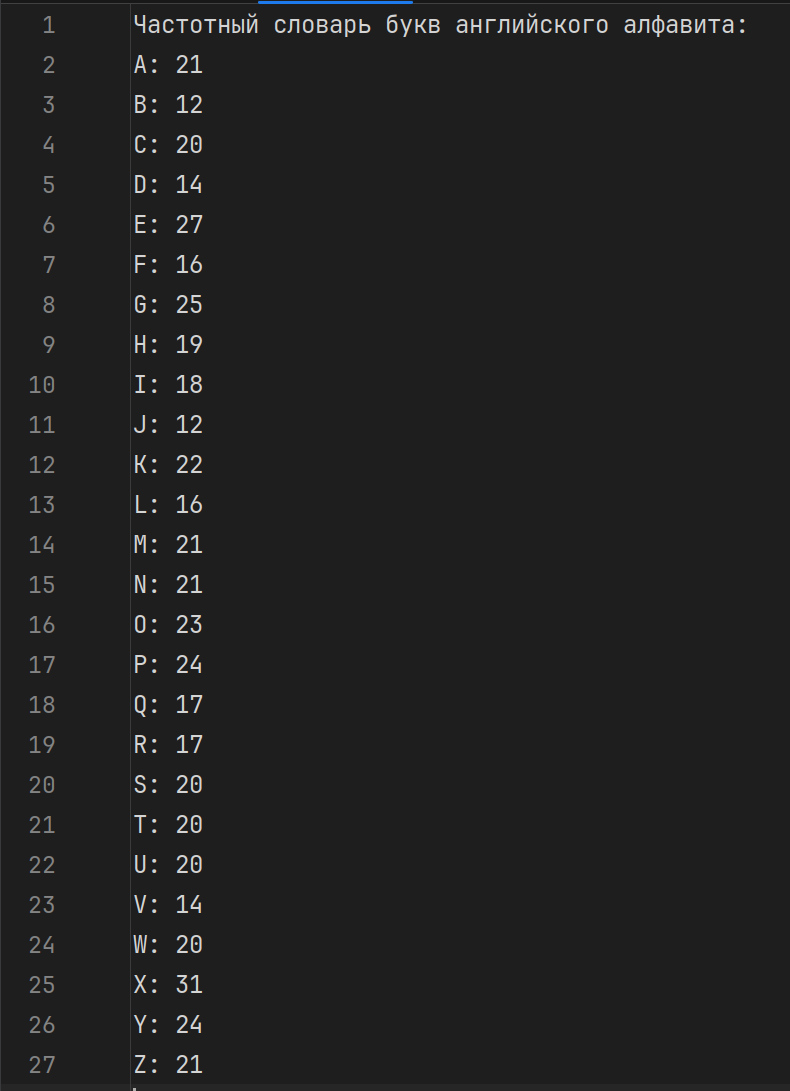 1 Частотный словарь букв английского алфавита:
2 A: 21
3 B: 12
4 C: 20
5 D: 14
6 E: 27
7 F: 16
8 G: 25
9 H: 19
10 I: 18
11 J: 12
12 K: 22
13 L: 16
14 M: 21
15 N: 21
16 O: 23
17 P: 24
18 Q: 17
19 R: 17
20 S: 20
21 T: 20
22 U: 20
23 V: 14
24 W: 20
25 X: 31
26 Y: 24
27 Z: 21